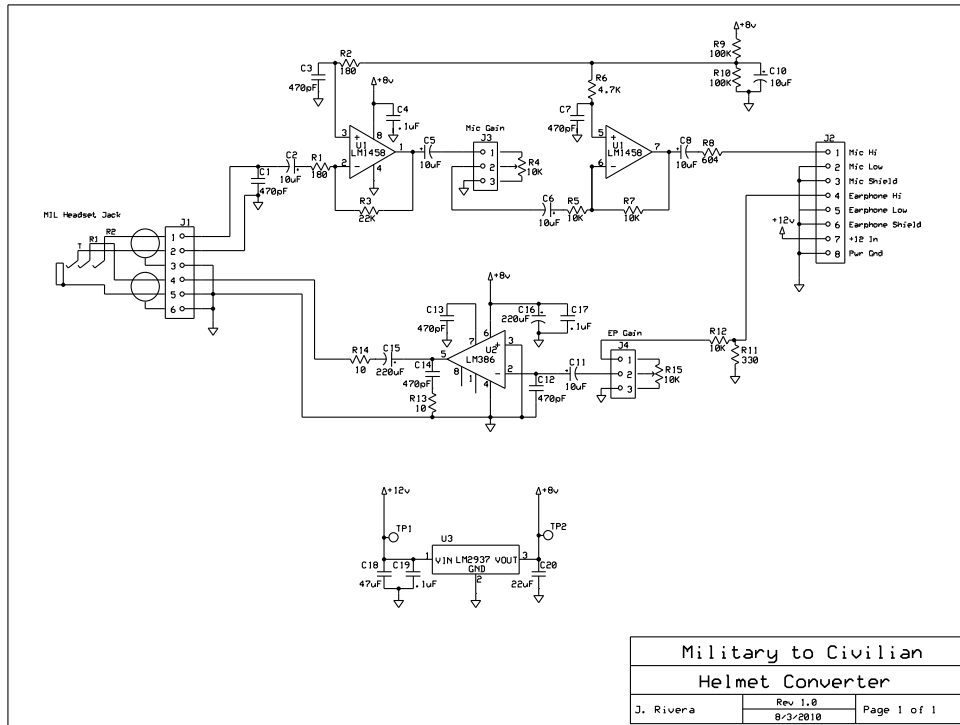 +8v
R9
100K
R10
100K
C10
10uF
R2
180
C3
470pF
+8v
C4
.1uF
R6
4.7K
C7
470pF
3
8
U1
LM1458
1
2
4
C5
10uF
Mic Gain
J3
1
2
3
R4
10K
5
U1
LM1458
7
6
C8
10uF
R8
604
C2
10uF
R1
180
C1
470pF
R3
22K
C6
10uF
R5
10K
R7
10K
J2
1 Mic Hi
2 Mic Low
3 Mic Shield
4 Earphone Hi
5 Earphone Low
6 Earphone Shield
7 +12 In
8 Pwr Gnd
+12v
MIL Headset Jack
T
R1
R2
J1
1
2
3
4
5
6
+8v
C13
470pF
C16
220uF
C17
.1uF
7
6
U2
LM386
3
5
2
8
1
4
R14
10
C15
220uF
C14
470pF
R13
10
C12
470pF
C11
10uF
EP Gain
J4
1
2
3
R15
10K
R12
10K
R11
330
+12v
+8v
TP1
TP2
U3
1
VIN LM2937 VOUT
GND
3
2
C18
47uF
C19
.1uF
C20
22uF
Military to Civilian
Helmet Converter
J. Rivera
Rev 1.0
8/3/2010
Page 1 of 1